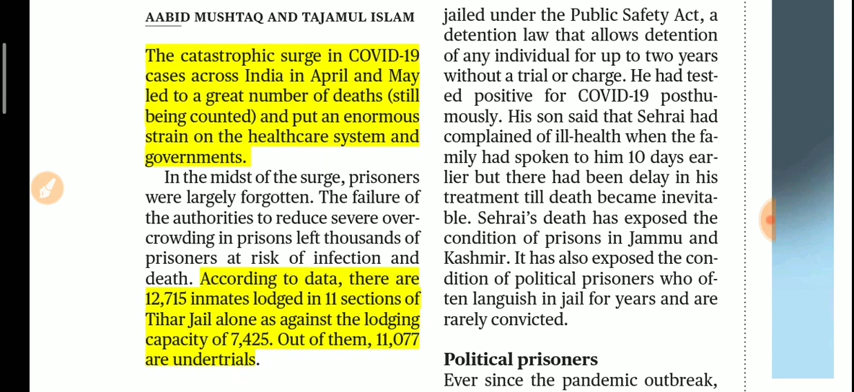 AABID MUSHTAQ AND TAJAMUL ISLAM
The catastrophic surge in COVID-19
cases across India in April and May
led to a great number of deaths (still
being counted) and put an enormous
strain on the healthcare system and
governments.
In the midst of the surge, prisoners
were largely forgotten. The failure of
the authorities to reduce severe over-
crowding in prisons left thousands of
prisoners at risk of infection and
death. According to data, there are
12,715 inmates lodged in 11 sections of
Tihar Jail alone as against the lodging
capacity of 7,425. Out of them, 11,077
are undertrials.
jailed under the Public Safety Act, a
detention law that allows detention
of any individual for up to two years
without a trial or charge. He had test-
ed positive for COVID-19 posthu-
mously. His son said that Sehrai had
complained of ill-health when the fa-
mily had spoken to him 10 days ear-
lier but there had been delay in his
treatment till death became inevita-
ble. Sehrai's death has exposed the
condition of prisons in Jammu and
Kashmir. It has also exposed the con-
dition of political prisoners who of-
ten languish in jail for years and are
rarely convicted.
Political prisoners
Ever since the pandemic outbreak,